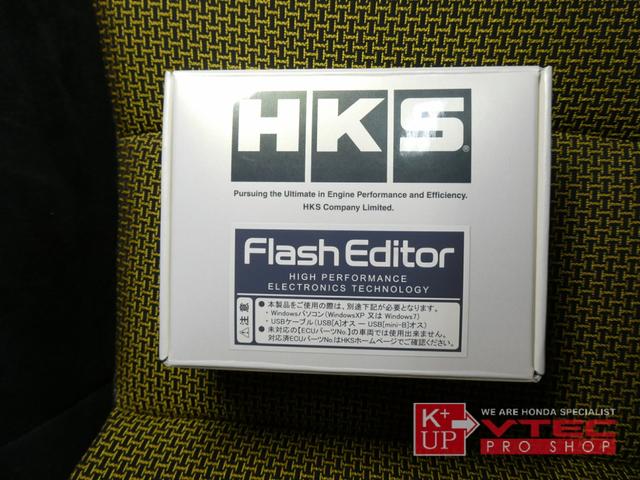 HKS®
Pursuing the Ultimate in Engine Performance and Efficiency.
HKS Company Limited.
Flash Editor
HIGH PERFORMANCE
ELECTRONICS TECHNOLOGY
⚠注意
●本製品をご使用の際は、別途下記が必要となります。
・Windowsパソコン(WindowsXP 又は Windows7)
・USBケーブル(USB[A]オス ー USB[mini-B]オス)
●未対応の【ECUパーツNo.】の車両では使用出来ません。
対応済ECUパーツNo.はHKSホームページでご確認ください。
K+
UP
WE ARE HONDA SPECIALIST
VTEC
PRO SHOP